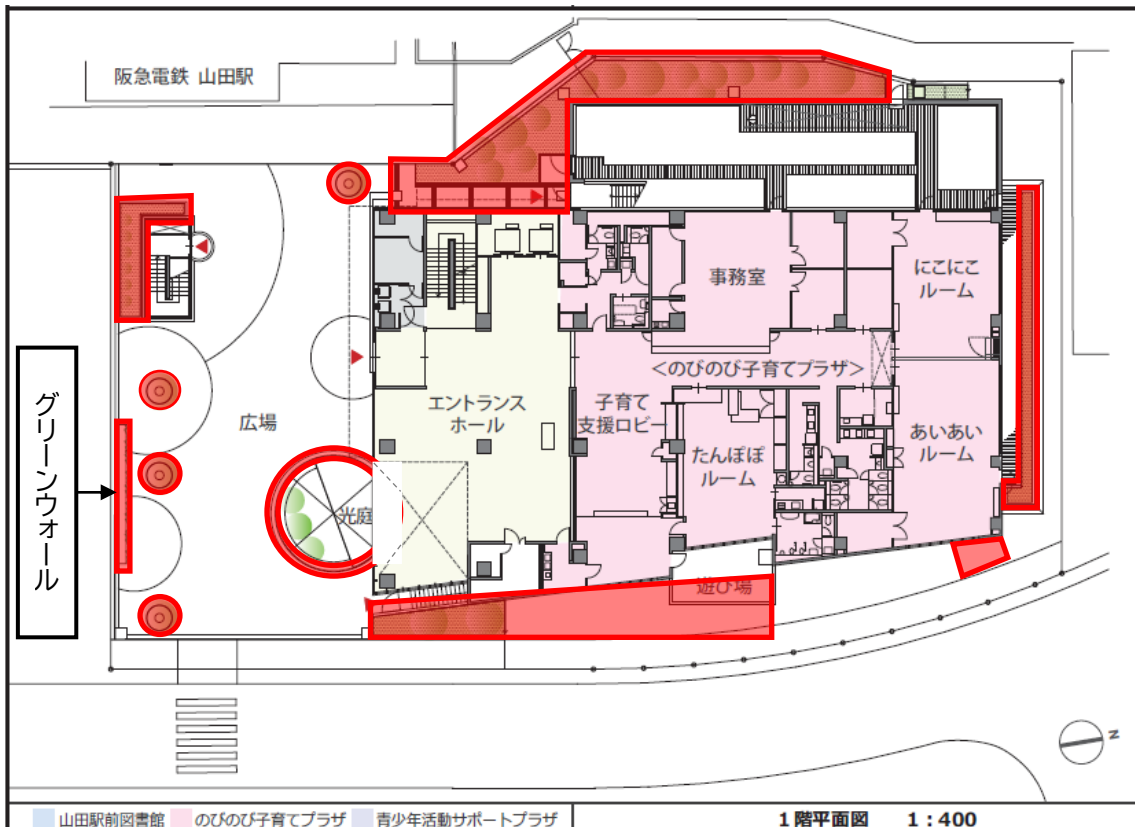 阪急電鉄 山田駅
事務室
にこにこ
ルーム
<のびのび子育てプラザ>
グリーンウォール
広場
エントランス
ホール
子育て
支援ロビー
たんぽぽ
ルーム
あいあい
ルーム
光庭
遊び場
N
山田駅前図書館 のびのび子育てプラザ 青少年活動サポートプラザ
1階平面図 1:400